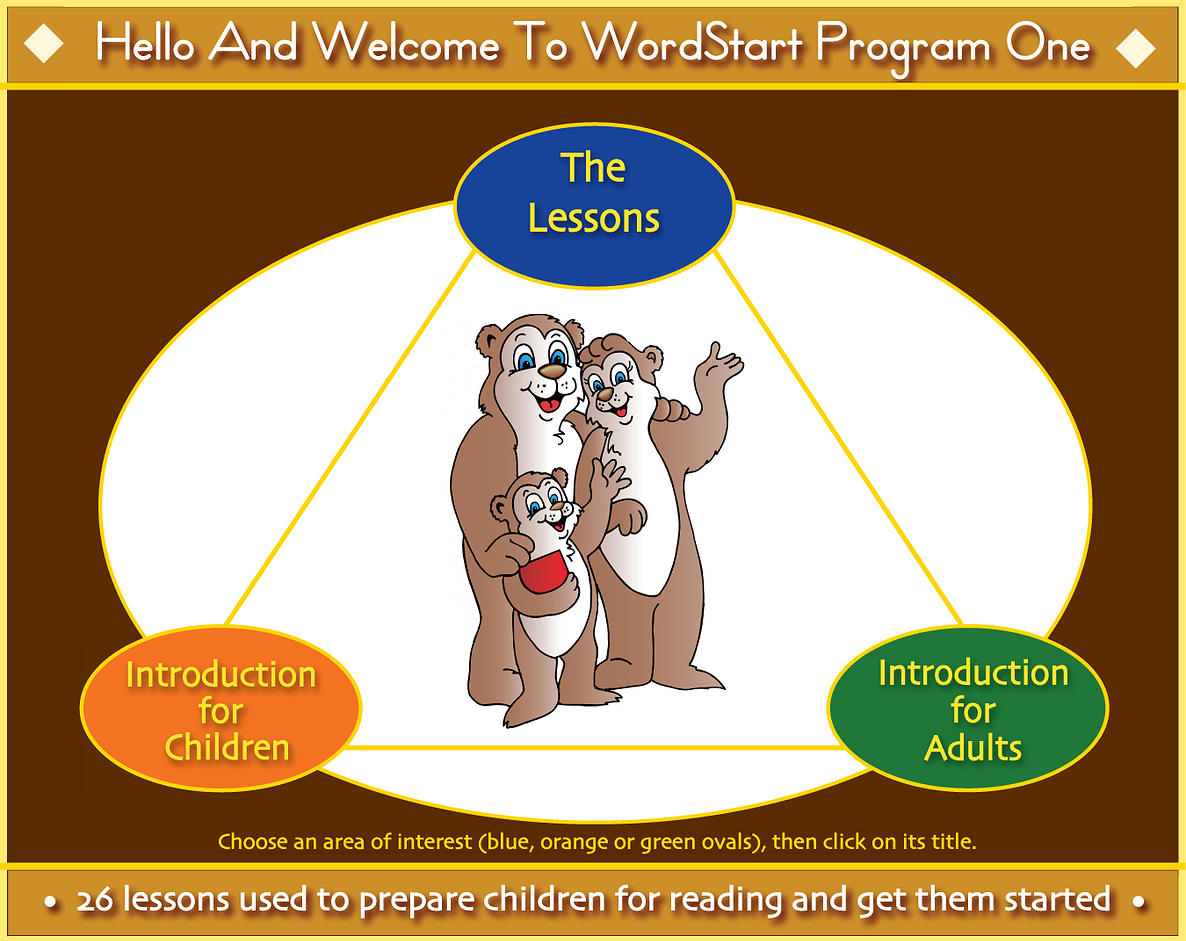 Hello And Welcome To WordStart Program One
The
Lessons
Introduction
for
Children
Introduction
for
Adults
Choose an area of interest (blue, orange or green ovals), then click on its title.
• 26 lessons used to prepare children for reading and get them started •